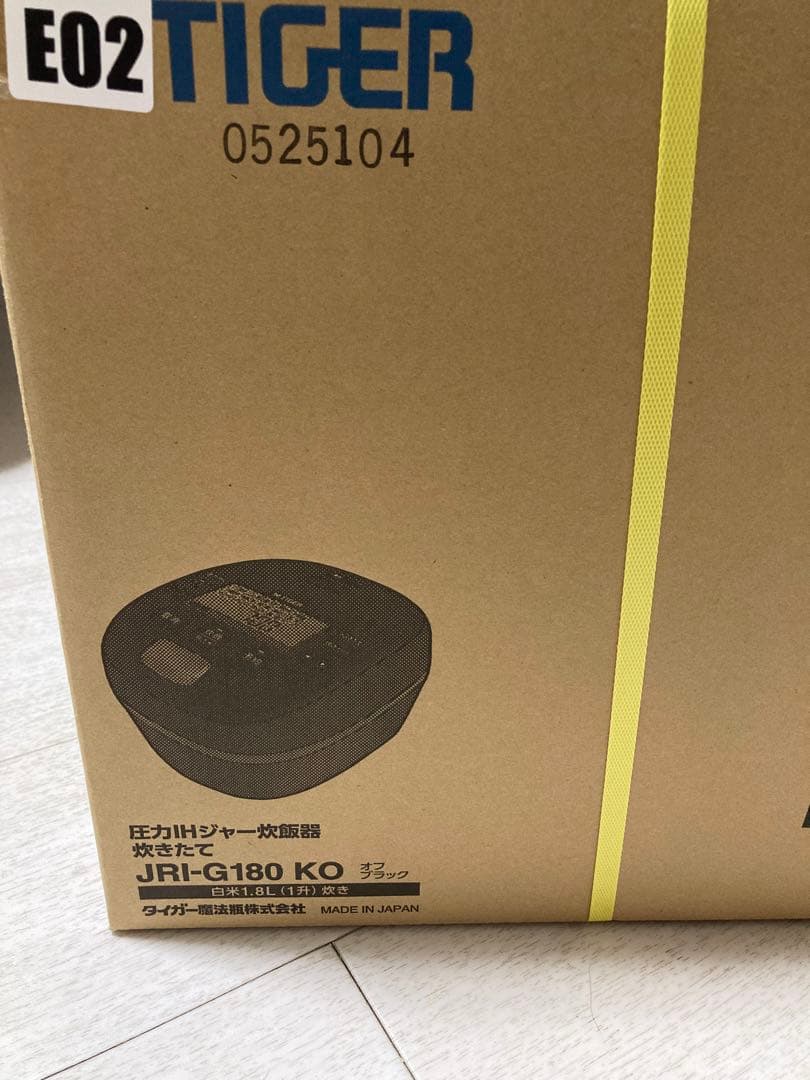 E02
TIGER
0525104
圧力IHジャー炊飯器
炊きたて
JRI-G180 KO オフ
ブラック
白米1.8L(1升)炊き
タイガー魔法瓶株式会社 MADE IN JAPAN